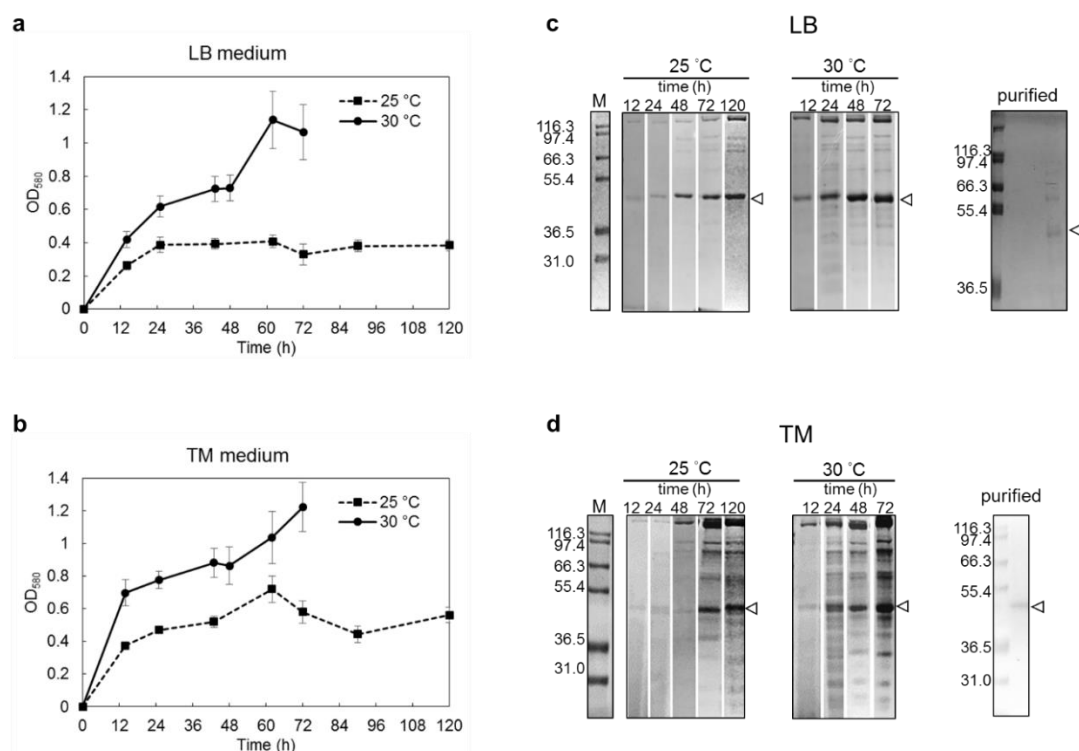 a
LB medium
1.4
1.2
1
0.8
0.6
0.4
0.2
0
OD580
25 °C
30 °C
0 12 24 36 48 60 72 84 96 108 120
Time (h)
b
TM medium
1.4
1.2
1
0.8
0.6
0.4
0.2
0
OD580
25 °C
30 °C
0 12 24 36 48 60 72 84 96 108 120
Time (h)
c
LB
25 ˚C
time (h)
M 12 24 48 72 120
116.3
97.4
66.3
55.4
36.5
31.0
30 ˚C
time (h)
12 24 48 72
purified
116.3
97.4
66.3
55.4
36.5
d
TM
25 ˚C
time (h)
M 12 24 48 72 120
116.3
97.4
66.3
55.4
36.5
31.0
30 ˚C
time (h)
12 24 48 72
purified
116.3
97.4
66.3
55.4
36.5
31.0